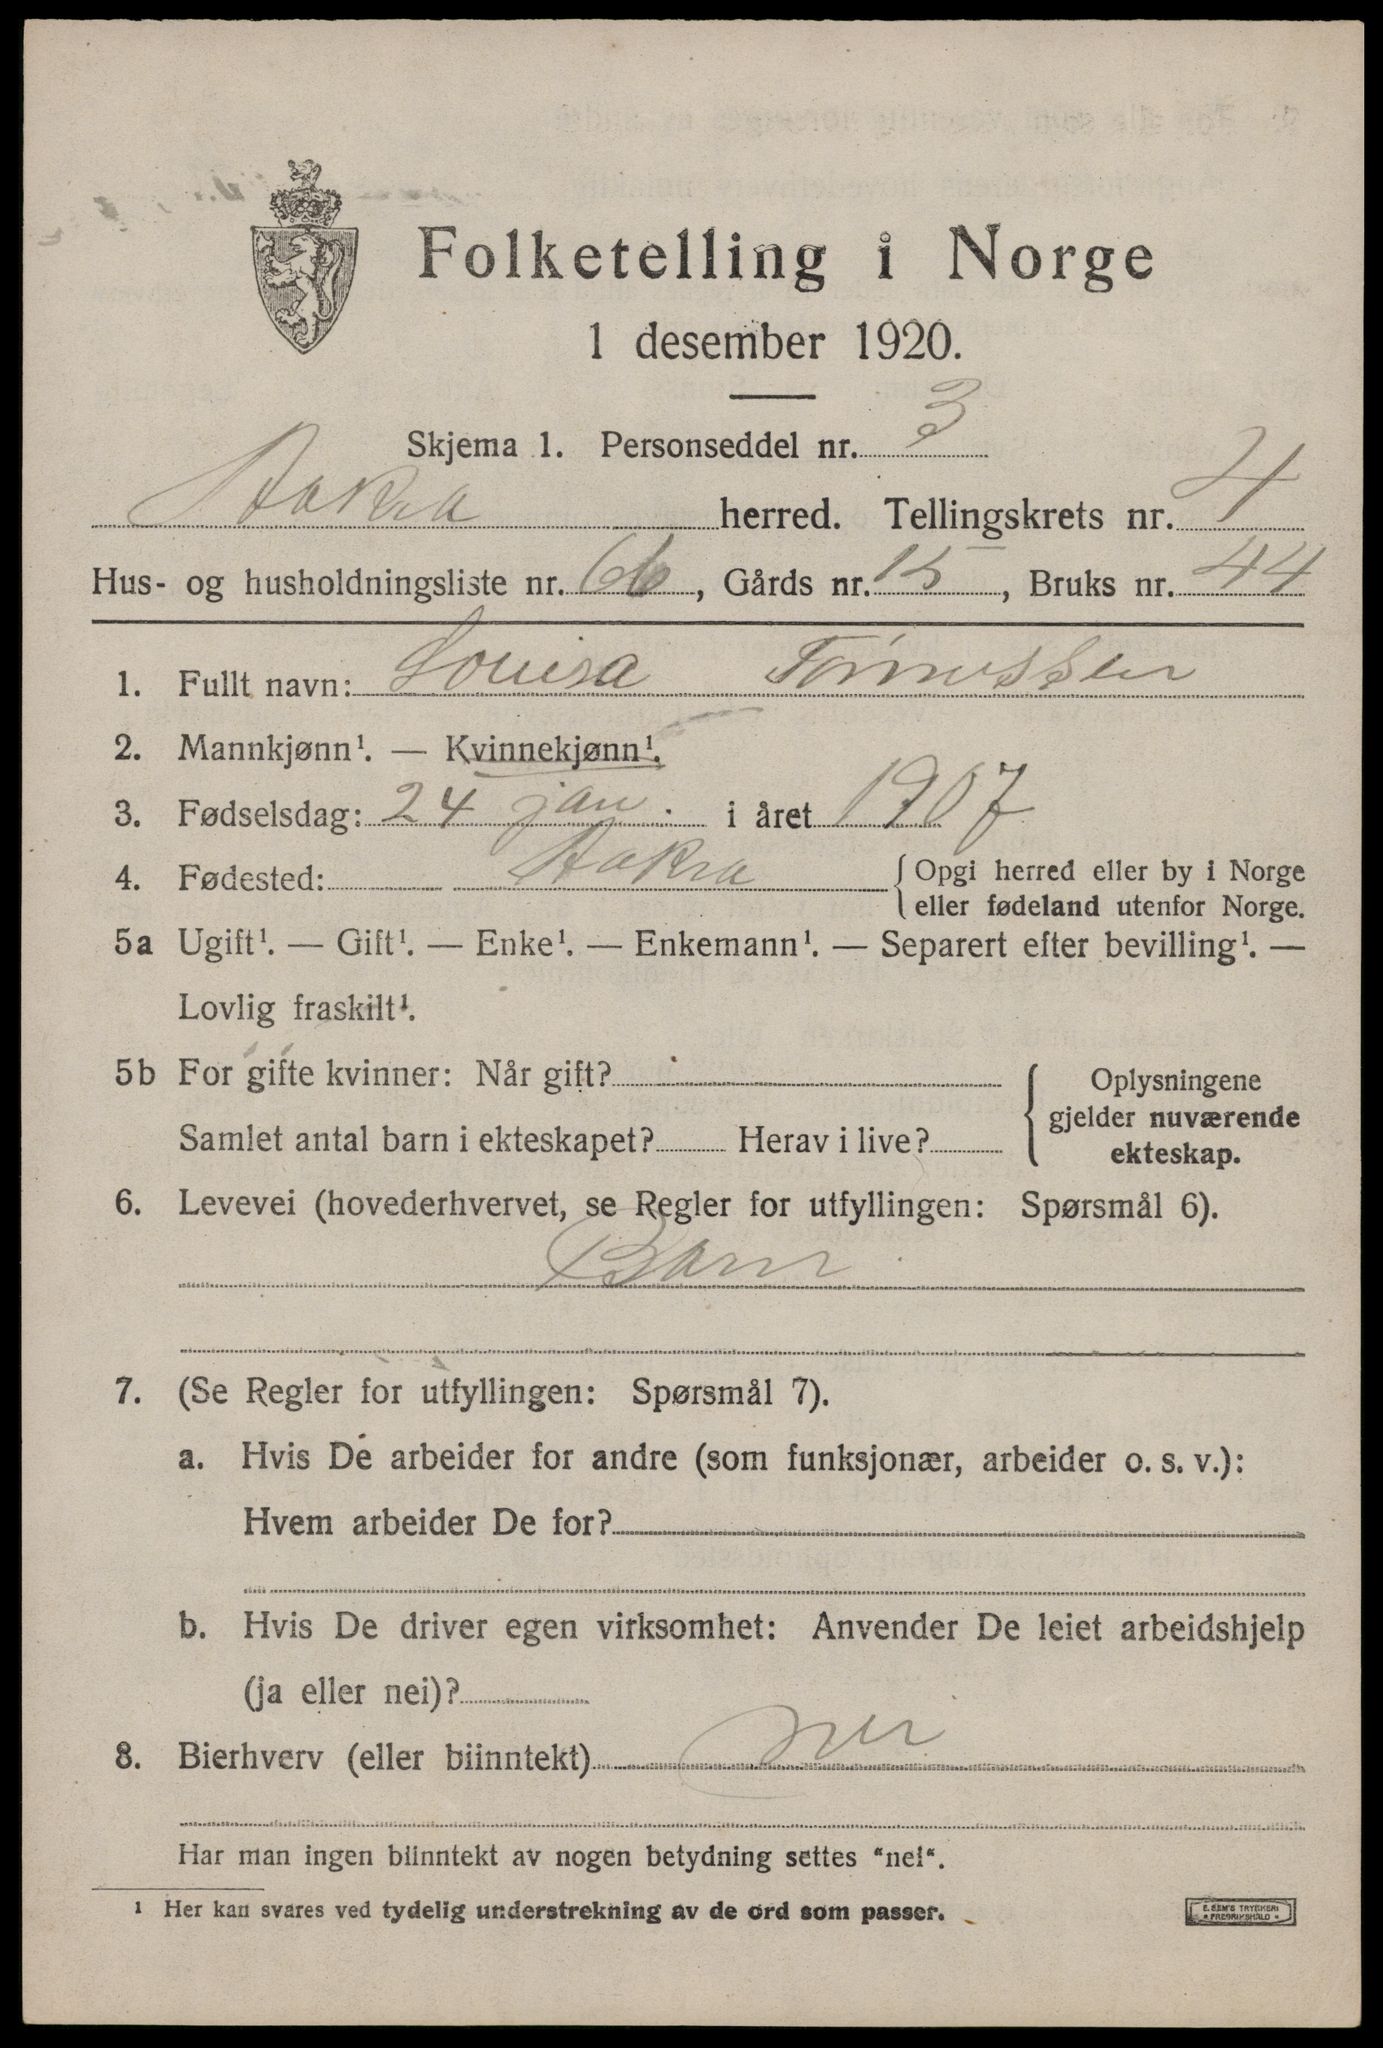 Folketelling i Norge
1 desember 1920.
Skjema 1. Personseddel nr. 3
Aakra herred. Tellingskrets nr. 4
Hus- og husholdningsliste nr. 66, Gårds nr. 15, Bruks nr. 44
1. Fullt navn: Louisa Tønnessen
2. Mannkjønn¹. — Kvinnekjønn¹.
3. Fødselsdag: 24 jan. i året 1907
4. Fødested: Aakra { Opgi herred eller by i Norge
eller fødeland utenfor Norge.
5a Ugift¹. — Gift¹. — Enke¹. — Enkemann¹. — Separert efter bevilling¹. —
Lovlig fraskilt¹.
5b For gifte kvinner: Når gift?
Samlet antal barn i ekteskapet? Herav i live?
{ Oplysningene
gjelder nuværende
ekteskap.
6. Levevei (hovederhvervet, se Regler for utfyllingen: Spørsmål 6).
Barn
7. (Se Regler for utfyllingen: Spørsmål 7).
a. Hvis De arbeider for andre (som funksjonær, arbeider o. s. v.):
Hvem arbeider De for?
b. Hvis De driver egen virksomhet: Anvender De leiet arbeidshjelp
(ja eller nei)?
8. Bierhverv (eller biinntekt) nei
Har man ingen biinntekt av nogen betydning settes "nei".
¹ Her kan svares ved tydelig understrekning av de ord som passer.
E. SEM'S TRYKKERI
* FREDRIKSHALD *